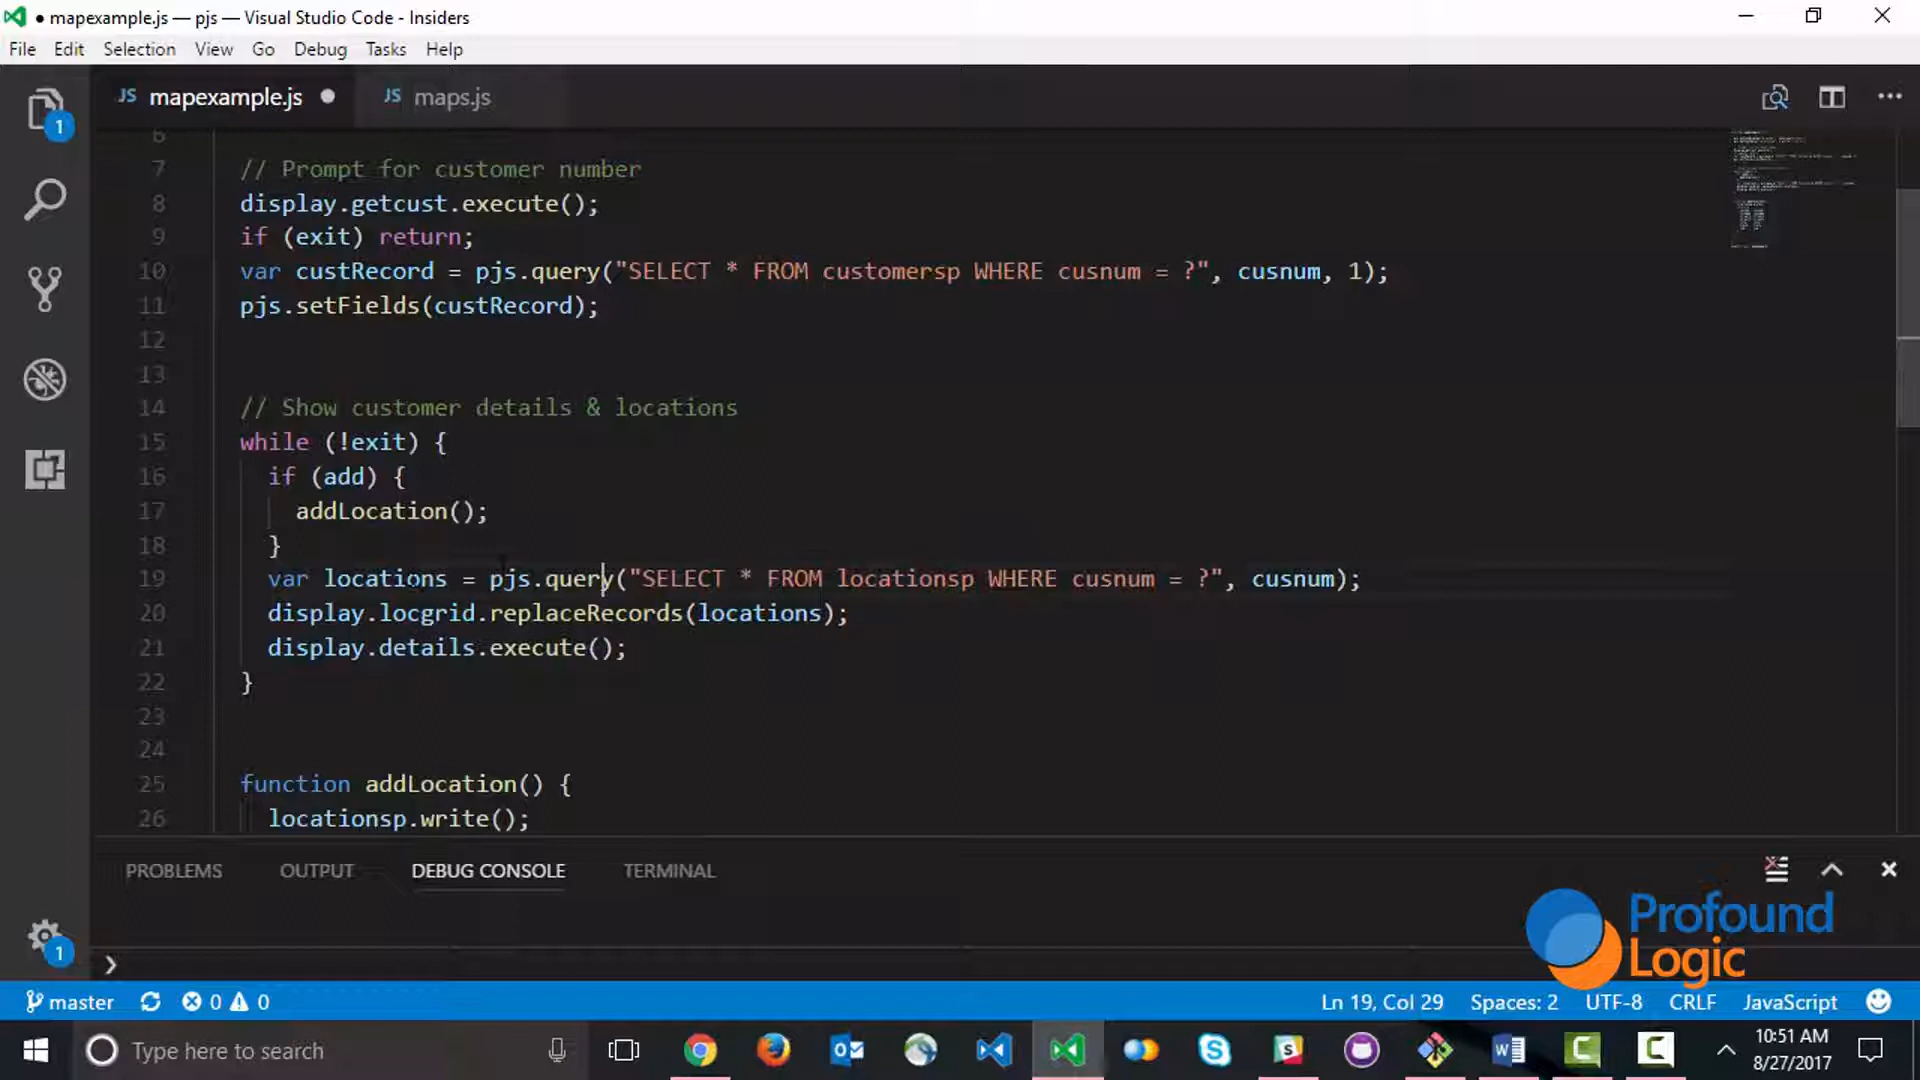 ● mapexample.js — pjs — Visual Studio Code - Insiders
File Edit Selection View Go Debug Tasks Help
JS mapexample.js ● JS maps.js
1
6
7 // Prompt for customer number
8 display.getcust.execute();
9 if (exit) return;
10 var custRecord = pjs.query("SELECT * FROM customersp WHERE cusnum = ?", cusnum, 1);
11 pjs.setFields(custRecord);
12
13
14 // Show customer details & locations
15 while (!exit) {
16 if (add) {
17 addLocation();
18 }
19 var locations = pjs.query("SELECT * FROM locationsp WHERE cusnum = ?", cusnum);
20 display.locgrid.replaceRecords(locations);
21 display.details.execute();
22 }
23
24
25 function addLocation() {
26 locationsp.write();
PROBLEMS OUTPUT DEBUG CONSOLE TERMINAL
1
Profound
Logic
master 0 0 Ln 19, Col 29 Spaces: 2 UTF-8 CRLF JavaScript
Type here to search
10:51 AM
8/27/2017